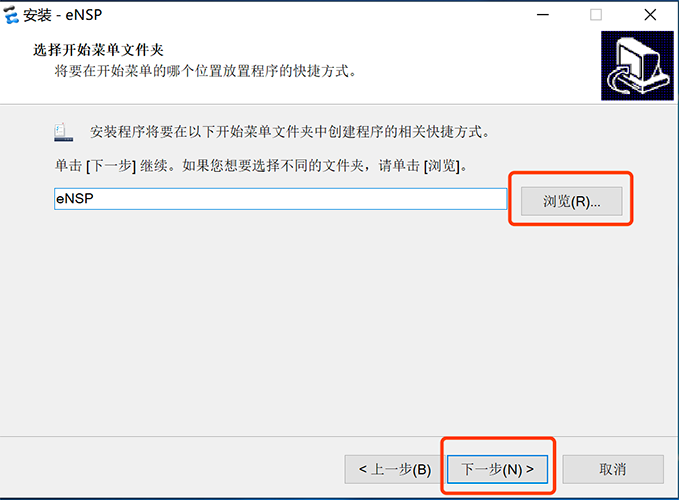 安装 - eNSP
选择开始菜单文件夹
将要在开始菜单的哪个位置放置程序的快捷方式。
安装程序将要在以下开始菜单文件夹中创建程序的相关快捷方式。
单击 [下一步] 继续。如果您想要选择不同的文件夹，请单击 [浏览]。
eNSP
浏览(R)...
< 上一步(B)
下一步(N) >
取消